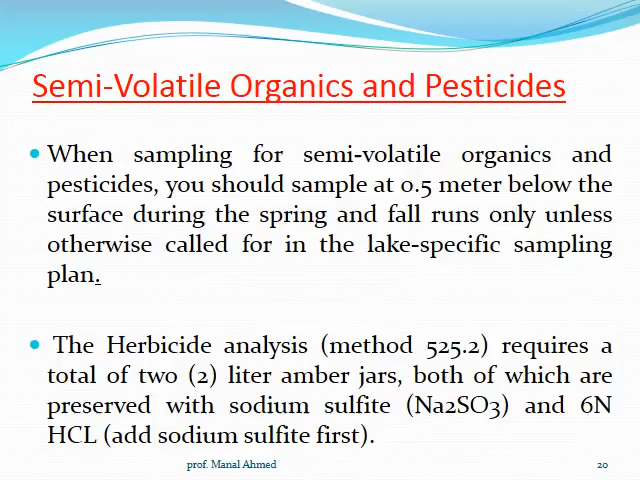 Semi-Volatile Organics and Pesticides
• When sampling for semi-volatile organics and
pesticides, you should sample at 0.5 meter below the
surface during the spring and fall runs only unless
otherwise called for in the lake-specific sampling
plan.
• The Herbicide analysis (method 525.2) requires a
total of two (2) liter amber jars, both of which are
preserved with sodium sulfite (Na2SO3) and 6N
HCL (add sodium sulfite first).
prof. Manal Ahmed
20